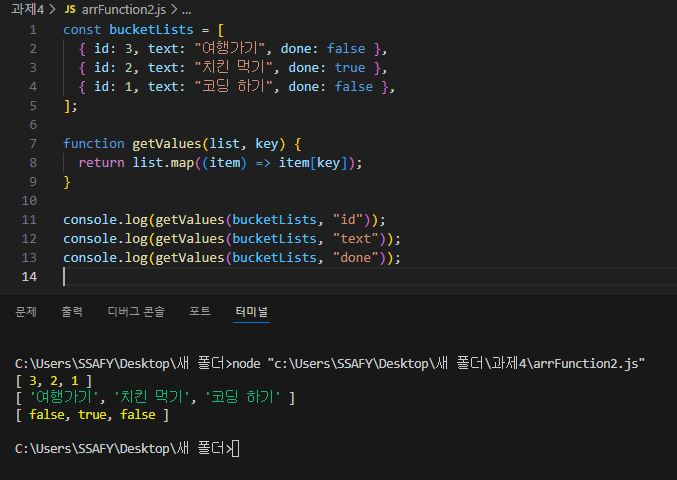 과제4 > JS arrFunction2.js > ...
1 const bucketLists = [
2 { id: 3, text: "여행가기", done: false },
3 { id: 2, text: "치킨 먹기", done: true },
4 { id: 1, text: "코딩 하기", done: false },
5 ];
6
7 function getValues(list, key) {
8 return list.map((item) => item[key]);
9 }
10
11 console.log(getValues(bucketLists, "id"));
12 console.log(getValues(bucketLists, "text"));
13 console.log(getValues(bucketLists, "done"));
14
문제 출력 디버그 콘솔 포트 터미널
C:\Users\SSAFY\Desktop\새 폴더>node "c:\Users\SSAFY\Desktop\새 폴더\과제4\arrFunction2.js"
[ 3, 2, 1 ]
[ '여행가기', '치킨 먹기', '코딩 하기' ]
[ false, true, false ]
C:\Users\SSAFY\Desktop\새 폴더>